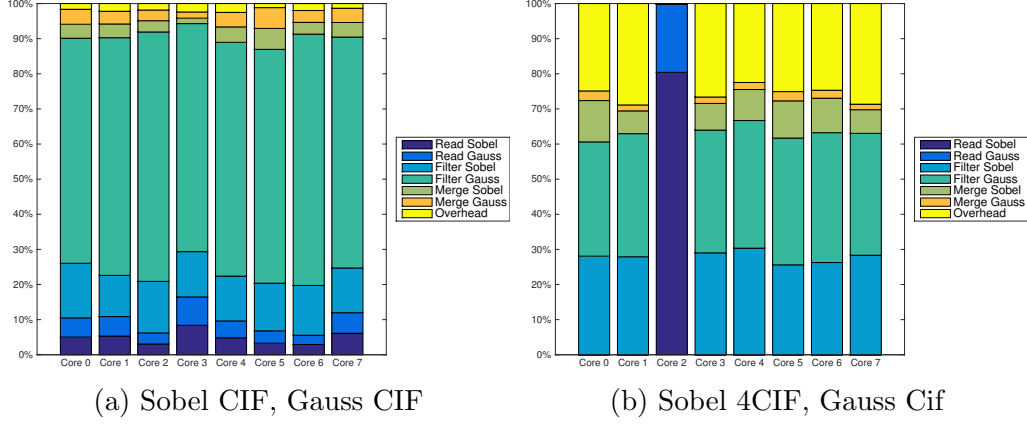 100%
90%
80%
70%
60%
50%
40%
30%
20%
10%
0%
Core 0 Core 1 Core 2 Core 3 Core 4 Core 5 Core 6 Core 7
Read Sobel
Read Gauss
Filter Sobel
Filter Gauss
Merge Sobel
Merge Gauss
Overhead
(a) Sobel CIF, Gauss CIF
100%
90%
80%
70%
60%
50%
40%
30%
20%
10%
0%
Core 0 Core 1 Core 2 Core 3 Core 4 Core 5 Core 6 Core 7
Read Sobel
Read Gauss
Filter Sobel
Filter Gauss
Merge Sobel
Merge Gauss
Overhead
(b) Sobel 4CIF, Gauss Cif